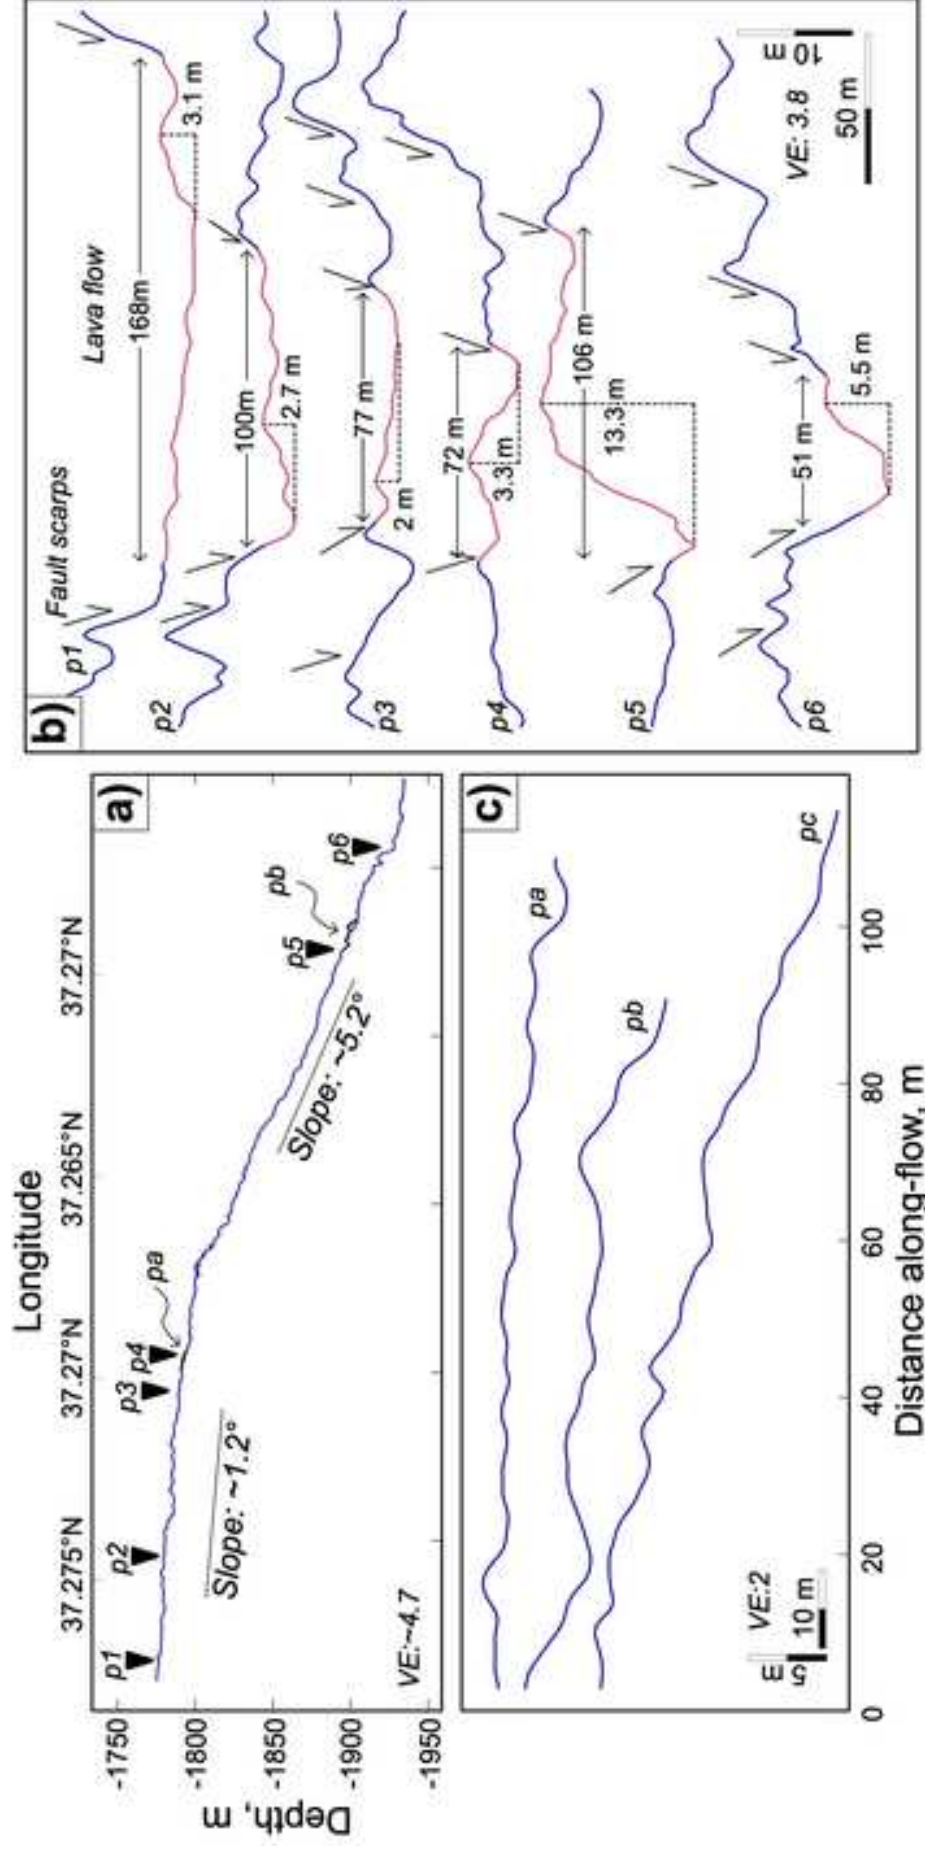 Longitude
37.275°N 37.27°N 37.265°N 37.27°N
a)
p1 p2 p3 p4 pa p5 pb p6
Slope: ~1.2°
Slope: ~5.2°
VE:~4.7
-1750
-1800
-1850
-1900
-1950
Depth, m
b)
Fault scarps
Lava flow
p1
168m
3.1 m
p2
100m
2.7 m
p3
77 m
2 m
p4
72 m
3.3 m
p5
106 m
13.3 m
p6
51 m
5.5 m
VE: 3.8
10 m
50 m
c)
pa
pb
pc
VE:2
5 m
10 m
0 20 40 60 80 100
Distance along-flow, m